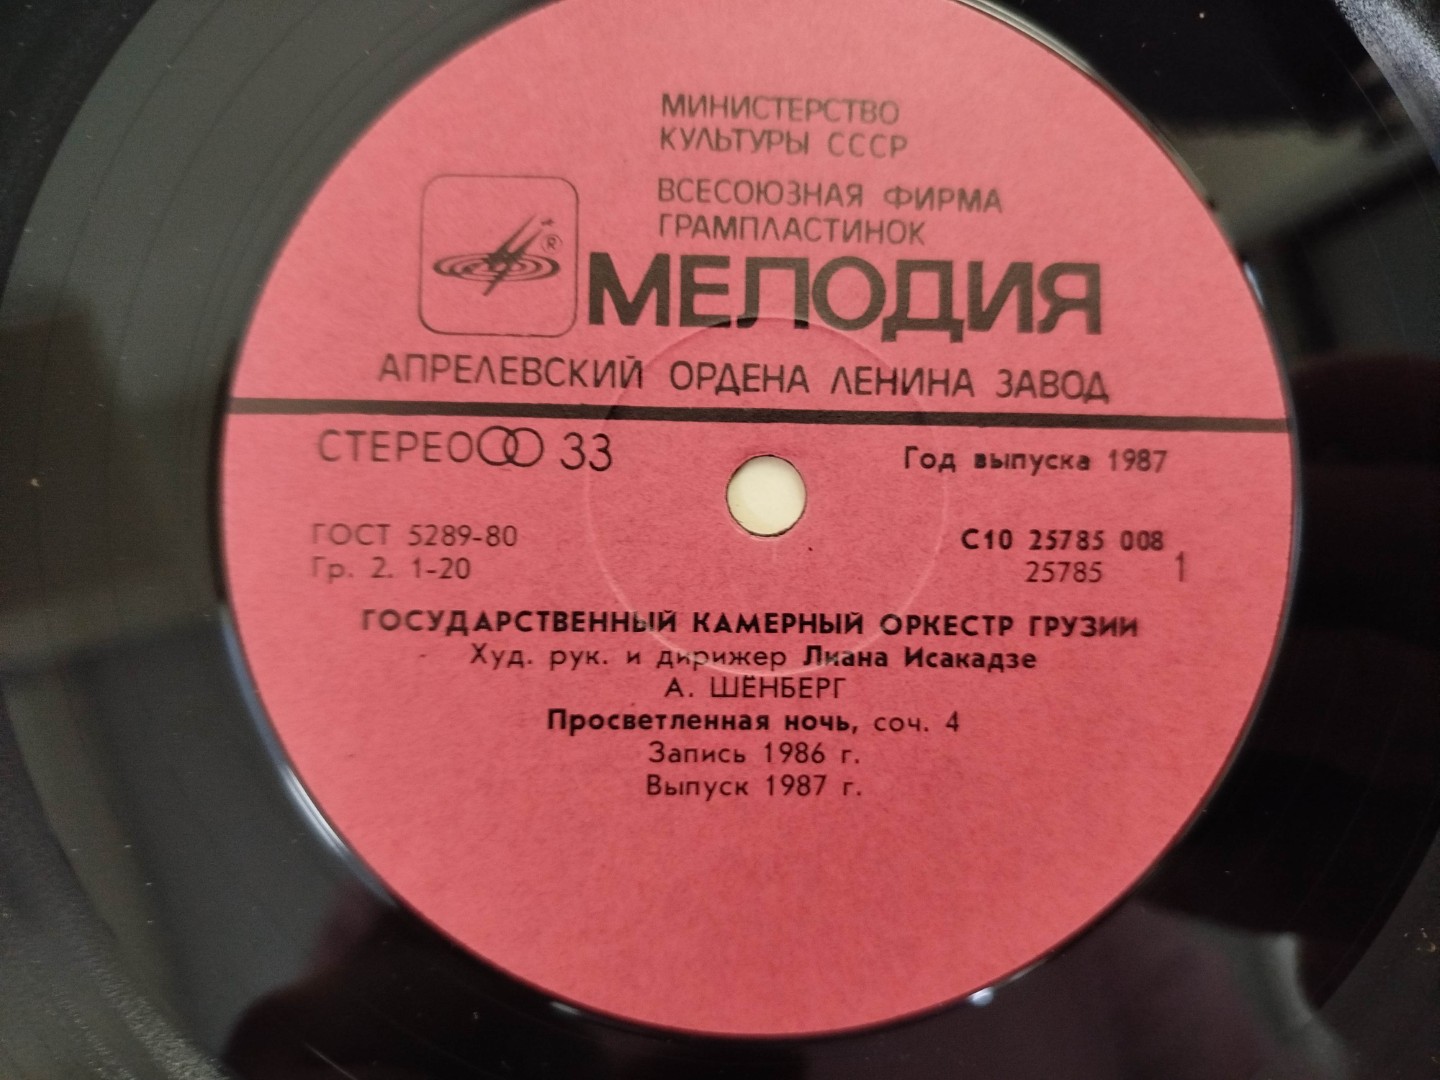 МИНИСТЕРСТВО
КУЛЬТУРЫ СССР
ВСЕСОЮЗНАЯ ФИРМА
ГРАМПЛАСТИНОК
®
МЕЛОДИЯ
АПРЕЛЕВСКИЙ ОРДЕНА ЛЕНИНА ЗАВОД
СТЕРЕО 33
Год выпуска 1987
ГОСТ 5289-80
Гр. 2. 1-20
С10 25785 008
25785 1
ГОСУДАРСТВЕННЫЙ КАМЕРНЫЙ ОРКЕСТР ГРУЗИИ
Худ. рук. и дирижер Лиана Исакадзе
А. ШЁНБЕРГ
Просветленная ночь, соч. 4
Запись 1986 г.
Выпуск 1987 г.